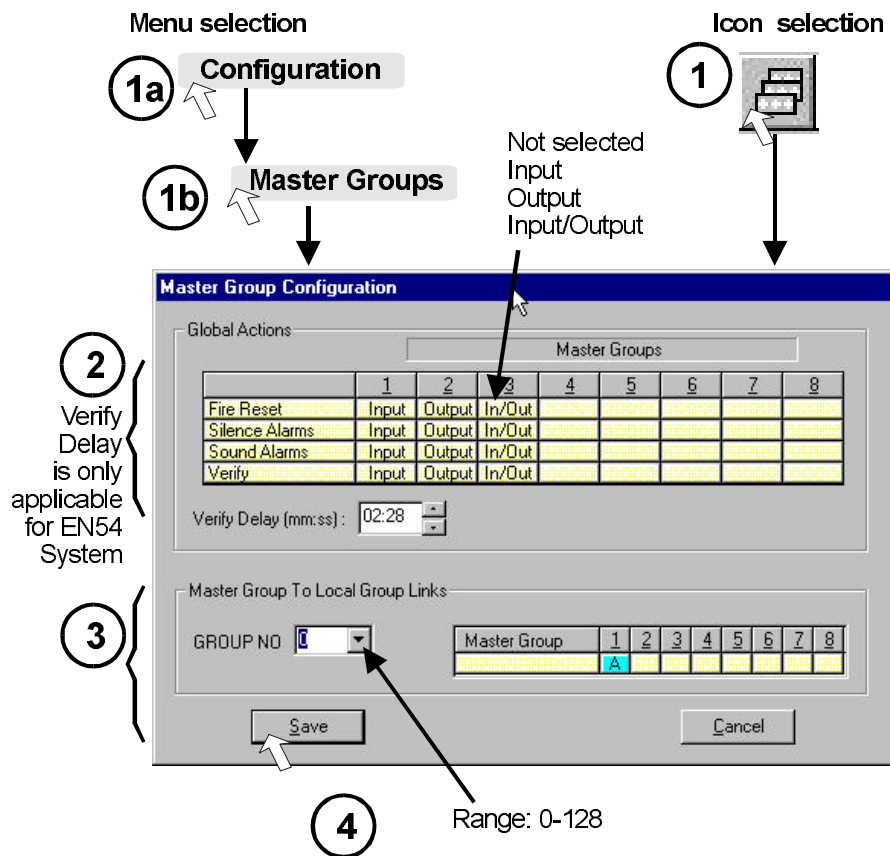 Menu selection
Icon selection
1a
Configuration
1
1b
Master Groups
Not selected
Input
Output
Input/Output
Master Group Configuration
Global Actions
Master Groups
1 2 3 4 5 6 7 8
Fire Reset Input Output In/Out
Silence Alarms Input Output In/Out
Sound Alarms Input Output In/Out
Verify Input Output In/Out
Verify Delay (mm:ss) : 02:28
2
Verify
Delay
is only
applicable
for EN54
System
3
Master Group To Local Group Links
GROUP NO 0
Master Group 1 2 3 4 5 6 7 8
A
Save
Cancel
4
Range: 0-128